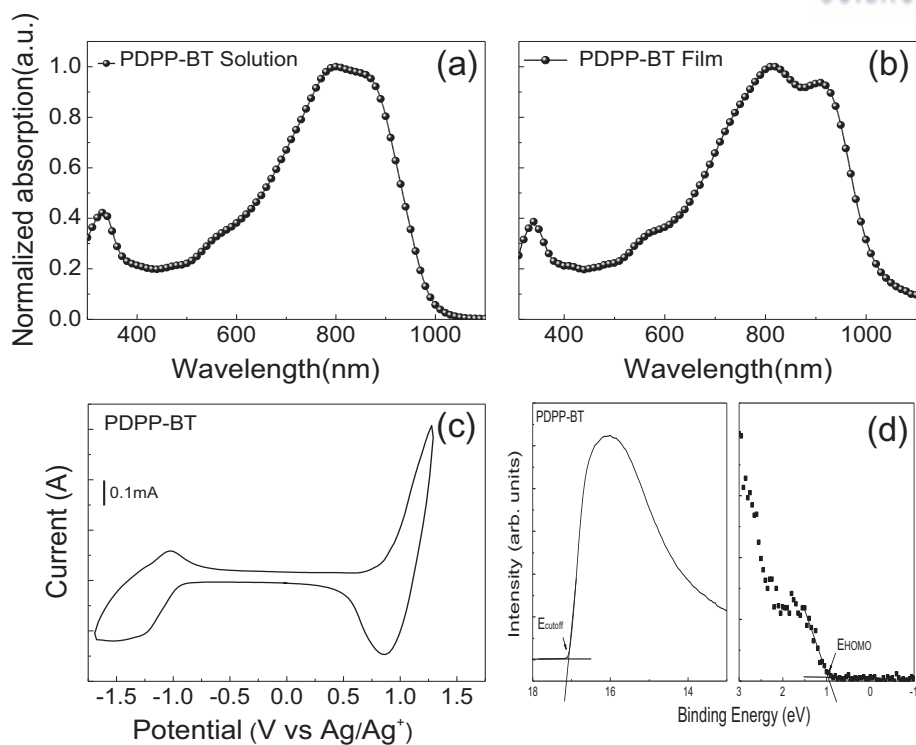 PDPP-BT Solution (a)
1.0
0.8
0.6
0.4
0.2
0.0
Normalized absorption(a.u.)
400 600 800 1000
Wavelength(nm)
PDPP-BT Film (b)
400 600 800 1000
Wavelength(nm)
PDPP-BT (c)
0.1mA
Current (A)
-1.5 -1.0 -0.5 0.0 0.5 1.0 1.5
Potential (V vs Ag/Ag⁺)
PDPP-BT (d)
Intensity (arb. units)
Ecutoff
EHOMO
18 16 14 3 2 1 0 -1
Binding Energy (eV)